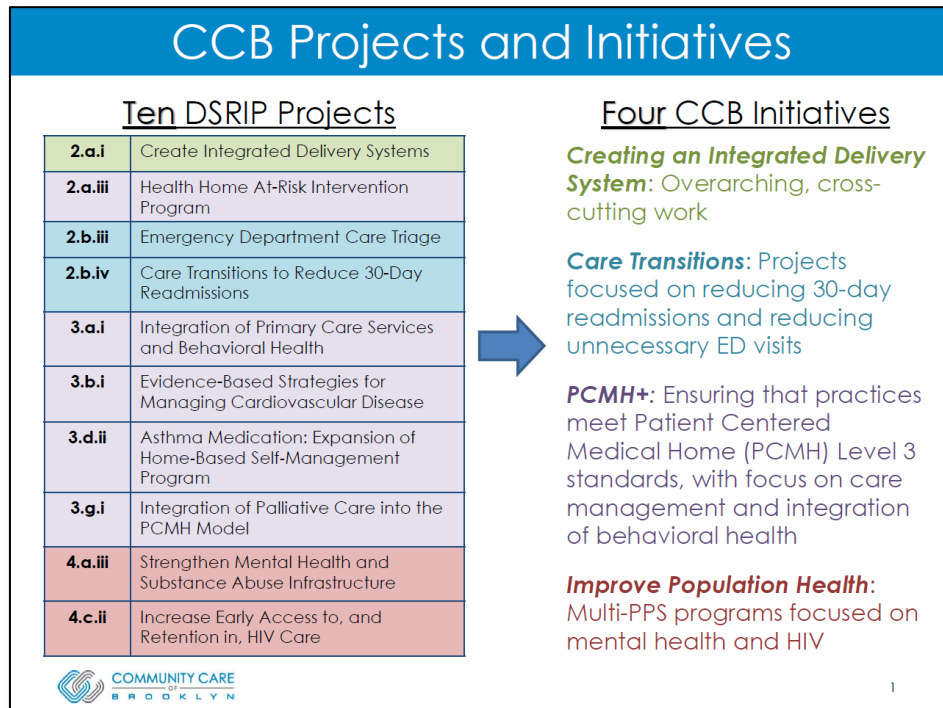 CCB Projects and Initiatives
Ten DSRIP Projects
2.a.i Create Integrated Delivery Systems
2.a.iii Health Home At-Risk Intervention
Program
2.b.iii Emergency Department Care Triage
2.b.iv Care Transitions to Reduce 30-Day
Readmissions
3.a.i Integration of Primary Care Services
and Behavioral Health
3.b.i Evidence-Based Strategies for
Managing Cardiovascular Disease
3.d.ii Asthma Medication: Expansion of
Home-Based Self-Management
Program
3.g.i Integration of Palliative Care into the
PCMH Model
4.a.iii Strengthen Mental Health and
Substance Abuse Infrastructure
4.c.ii Increase Early Access to, and
Retention in, HIV Care
Four CCB Initiatives
Creating an Integrated Delivery
System: Overarching, cross-
cutting work
Care Transitions: Projects
focused on reducing 30-day
readmissions and reducing
unnecessary ED visits
PCMH+: Ensuring that practices
meet Patient Centered
Medical Home (PCMH) Level 3
standards, with focus on care
management and integration
of behavioral health
Improve Population Health:
Multi-PPS programs focused on
mental health and HIV
COMMUNITY CARE
OF
BROOKLYN
1